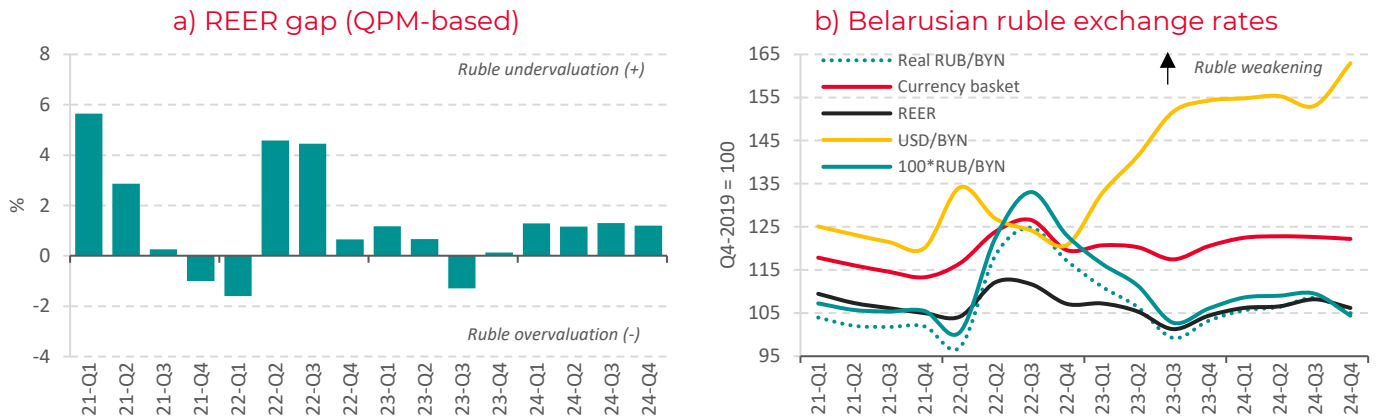 a) REER gap (QPM-based)
8
6
4
2
0
-2
-4
%
Ruble undervaluation (+)
Ruble overvaluation (-)
21-Q1
21-Q2
21-Q3
21-Q4
22-Q1
22-Q2
22-Q3
22-Q4
23-Q1
23-Q2
23-Q3
23-Q4
24-Q1
24-Q2
24-Q3
24-Q4
b) Belarusian ruble exchange rates
165
155
145
135
125
115
105
95
Q4-2019 = 100
Real RUB/BYN
Currency basket
REER
USD/BYN
100*RUB/BYN
Ruble weakening
21-Q1
21-Q2
21-Q3
21-Q4
22-Q1
22-Q2
22-Q3
22-Q4
23-Q1
23-Q2
23-Q3
23-Q4
24-Q1
24-Q2
24-Q3
24-Q4